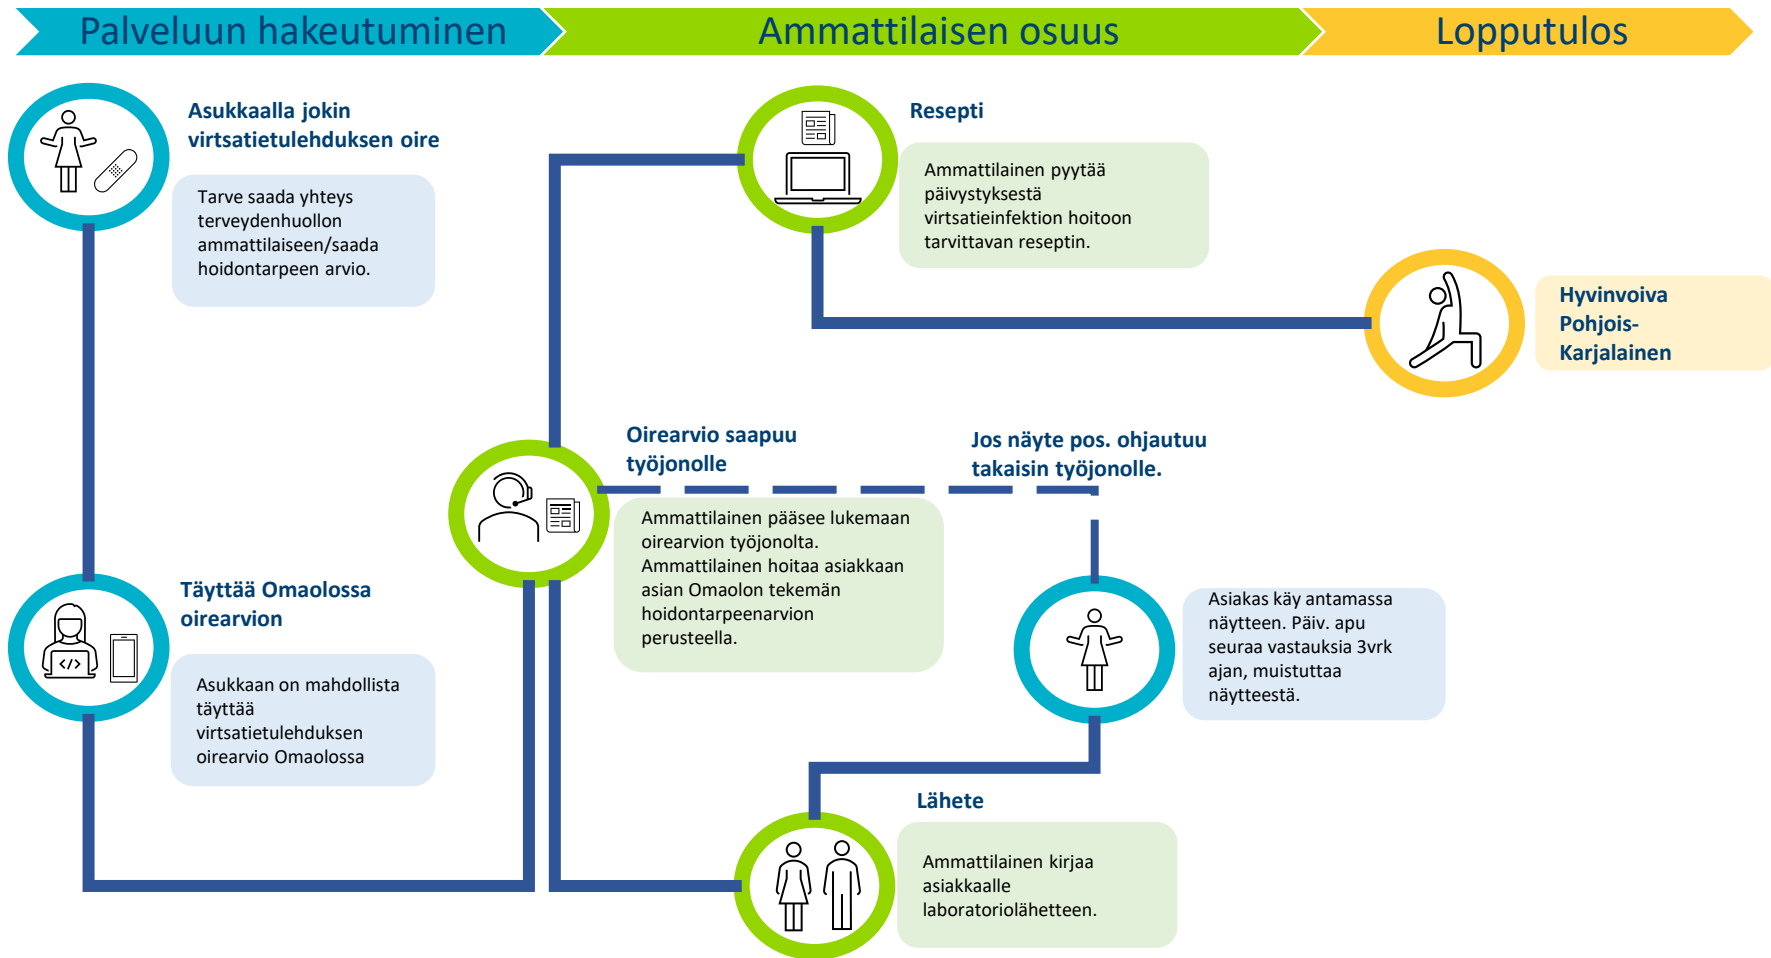 Palveluun hakeutuminen
Ammattilaisen osuus
Lopputulos
Asukkaalla jokin
virtsatietulehduksen oire
Tarve saada yhteys
terveydenhuollon
ammattilaiseen/saada
hoidontarpeen arvio.
Täyttää Omaolossa
oirearvion
Asukkaan on mahdollista
täyttää
virtsatietulehduksen
oirearvio Omaolossa
Resepti
Ammattilainen pyytää
päivystyksestä
virtsatieinfektion hoitoon
tarvittavan reseptin.
Oirearvio saapuu
työjonolle
Ammattilainen pääsee lukemaan
oirearvion työjonolta.
Ammattilainen hoitaa asiakkaan
asian Omaolon tekemän
hoidontarpeenarvion
perusteella.
Jos näyte pos. ohjautuu
takaisin työjonolle.
Asiakas käy antamassa
näytteen. Päiv. apu
seuraa vastauksia 3vrk
ajan, muistuttaa
näytteestä.
Lähete
Ammattilainen kirjaa
asiakkaalle
laboratoriolähetteen.
Hyvinvoiva
Pohjois-
Karjalainen